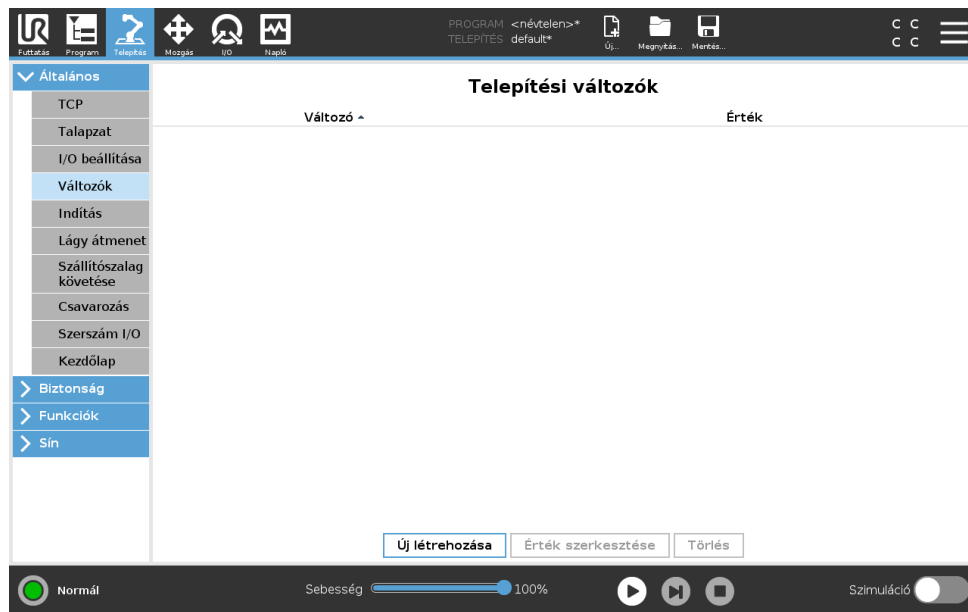 PROGRAM <névtelen>*
TELEPÍTÉS default*
UR
Futtatás Program Telepítés Mozgás I/O Napló Új... Megnyitás... Mentés...
C C
C C
Általános
TCP
Talapzat
I/O beállítása
Változók
Indítás
Lágy átmenet
Szállítószalag
követése
Csavarozás
Szerszám I/O
Kezdőlap
Biztonság
Funkciók
Sín
Telepítési változók
Változó Érték
Új létrehozása Érték szerkesztése Törlés
Normál Sebesség 100% Szimuláció